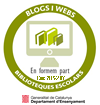 BLOGS I WEBS
En formem part
BIBLIOTEQUES ESCOLARS
Generalitat de Catalunya
Departament d'Ensenyament